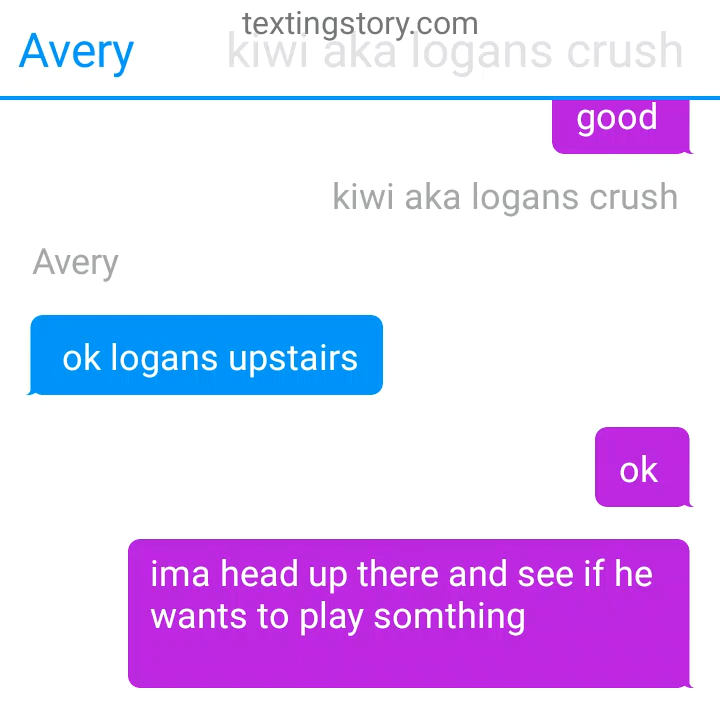 textingstory.com
Avery kiwi aka logans crush
good
kiwi aka logans crush
Avery
ok logans upstairs
ok
ima head up there and see if he
wants to play somthing